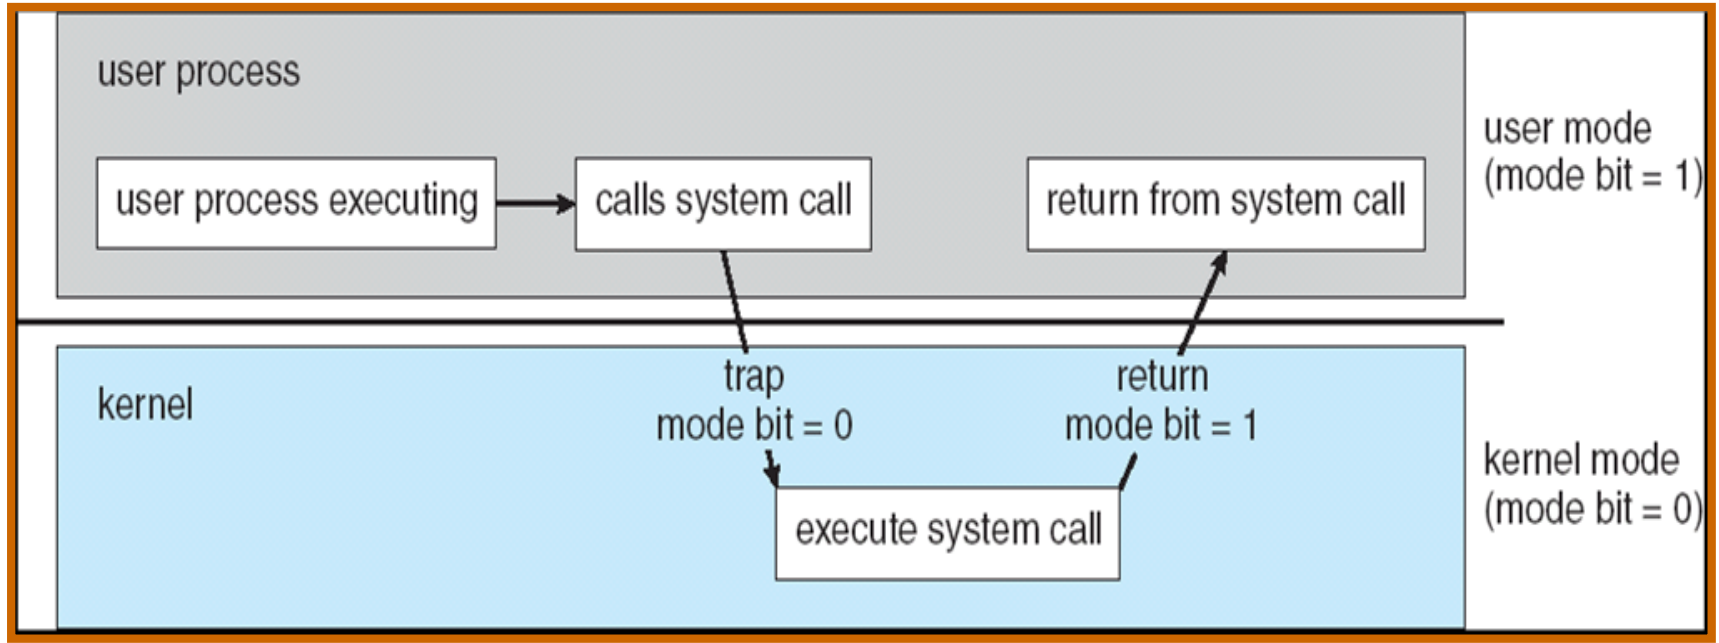 user process
user process executing
calls system call
return from system call
user mode
(mode bit = 1)
kernel
trap
mode bit = 0
return
mode bit = 1
execute system call
kernel mode
(mode bit = 0)